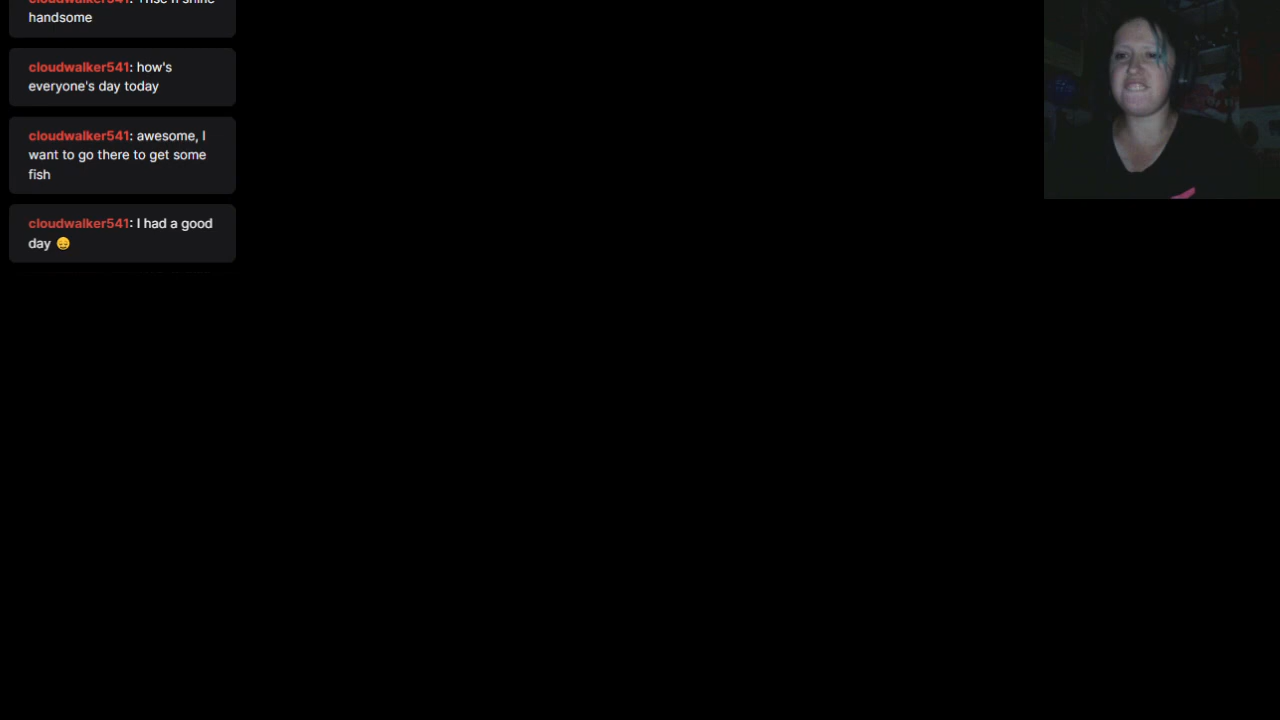 handsome
cloudwalker541: how's
everyone's day today
cloudwalker541: awesome, I
want to go there to get some
fish
cloudwalker541: I had a good
day 😑